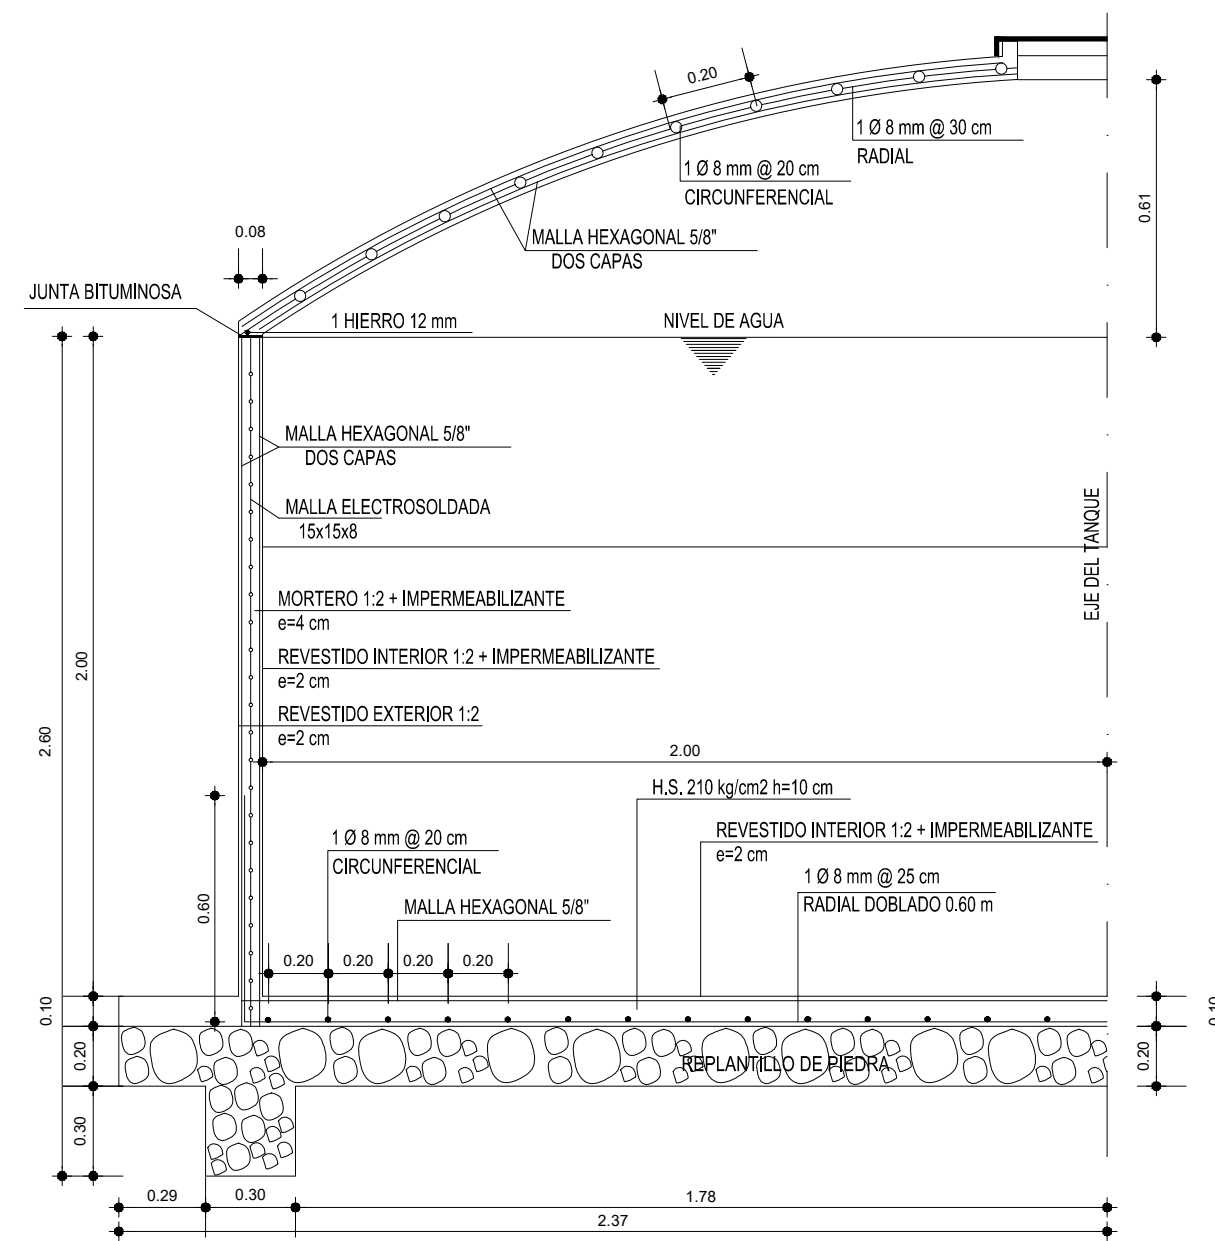 0.20
1 Ø 8 mm @ 30 cm
RADIAL
1 Ø 8 mm @ 20 cm
CIRCUNFERENCIAL
0.61
0.08
MALLA HEXAGONAL 5/8"
DOS CAPAS
JUNTA BITUMINOSA
1 HIERRO 12 mm
NIVEL DE AGUA
MALLA HEXAGONAL 5/8"
DOS CAPAS
MALLA ELECTROSOLDADA
15x15x8
EJE DEL TANQUE
MORTERO 1:2 + IMPERMEABILIZANTE
e=4 cm
REVESTIDO INTERIOR 1:2 + IMPERMEABILIZANTE
e=2 cm
REVESTIDO EXTERIOR 1:2
e=2 cm
2.00
2.60
2.00
H.S. 210 kg/cm2 h=10 cm
REVESTIDO INTERIOR 1:2 + IMPERMEABILIZANTE
e=2 cm
1 Ø 8 mm @ 20 cm
CIRCUNFERENCIAL
1 Ø 8 mm @ 25 cm
RADIAL DOBLADO 0.60 m
MALLA HEXAGONAL 5/8"
0.60
0.20 0.20 0.20 0.20
0.10
0.10
0.20
REPLANTILLO DE PIEDRA
0.20
0.30
0.29 0.30 1.78
2.37